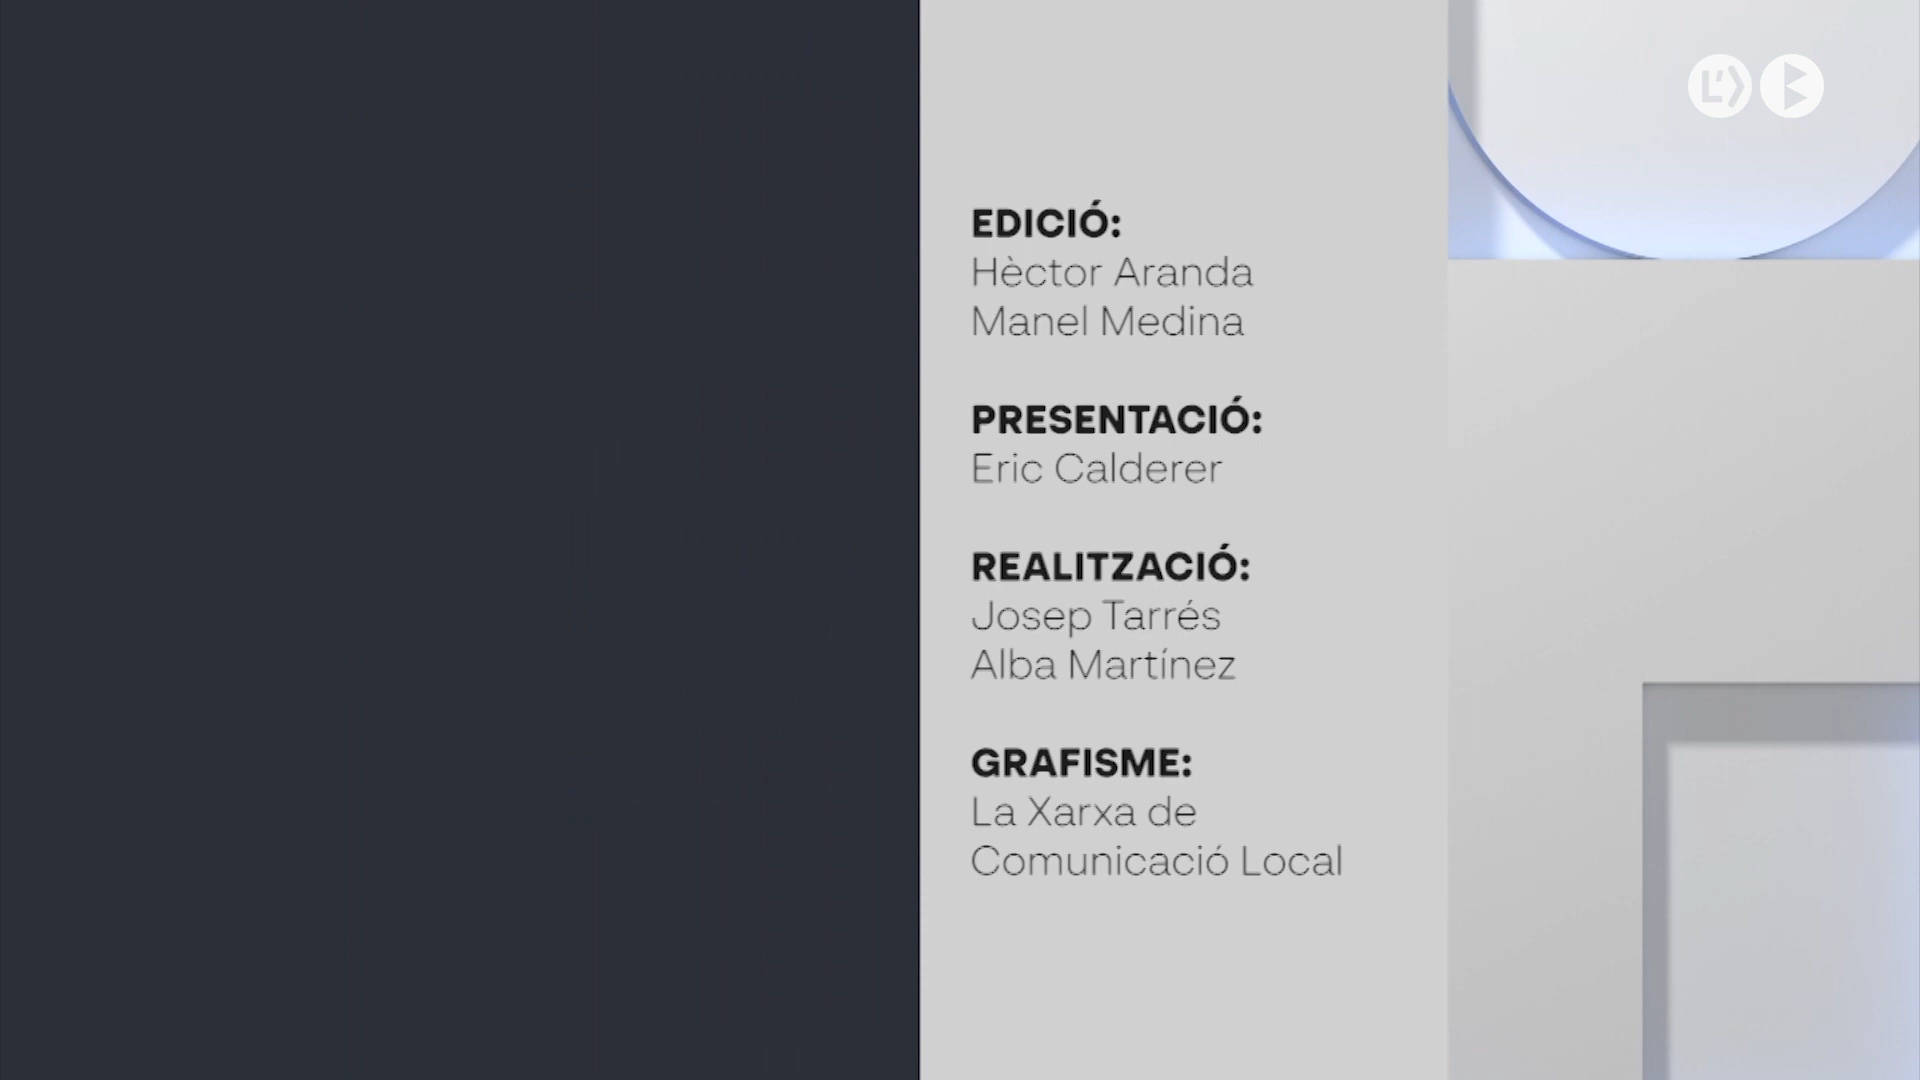 EDICIÓ:
Hèctor Aranda
Manel Medina
PRESENTACIÓ:
Eric Calderer
REALITZACIÓ:
Josep Tarrés
Alba Martínez
GRAFISME:
La Xarxa de
Comunicació Local
L'